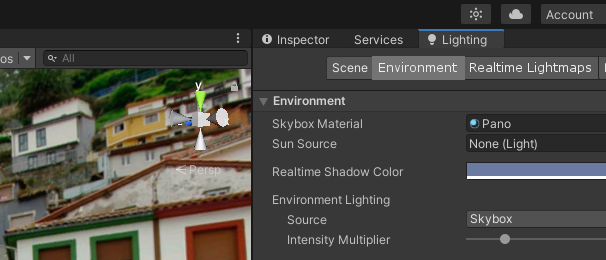 Account
Inspector Services Lighting
os All
Scene Environment Realtime Lightmaps
y
Environment
Skybox Material Pano
Sun Source None (Light)
Persp
Realtime Shadow Color
Environment Lighting
Source Skybox
Intensity Multiplier